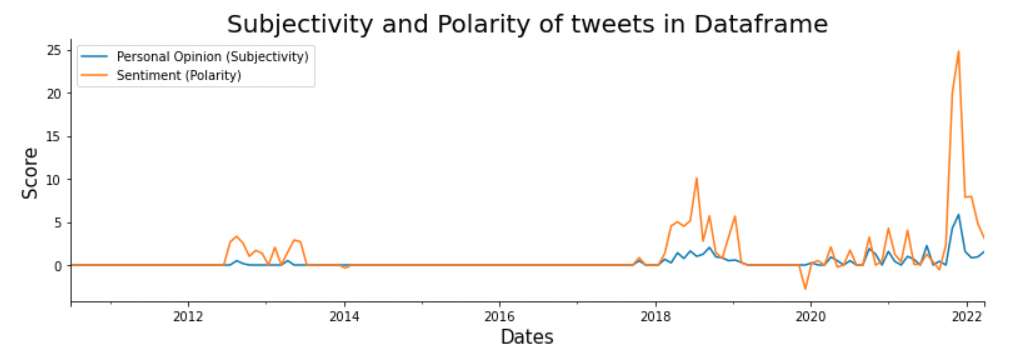 Subjectivity and Polarity of tweets in Dataframe
Personal Opinion (Subjectivity)
Sentiment (Polarity)
25
20
15
10
5
0
Score
2012 2014 2016 2018 2020 2022
Dates